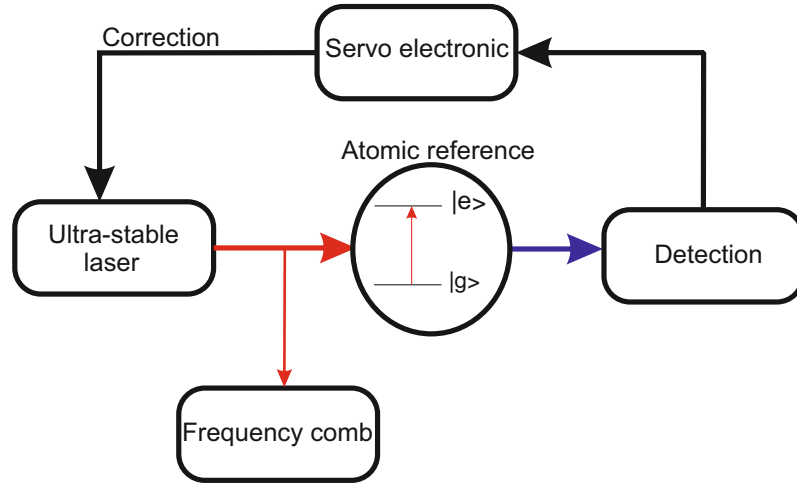 Correction
Servo electronic
Atomic reference
|e>
|g>
Ultra-stable
laser
Detection
Frequency comb